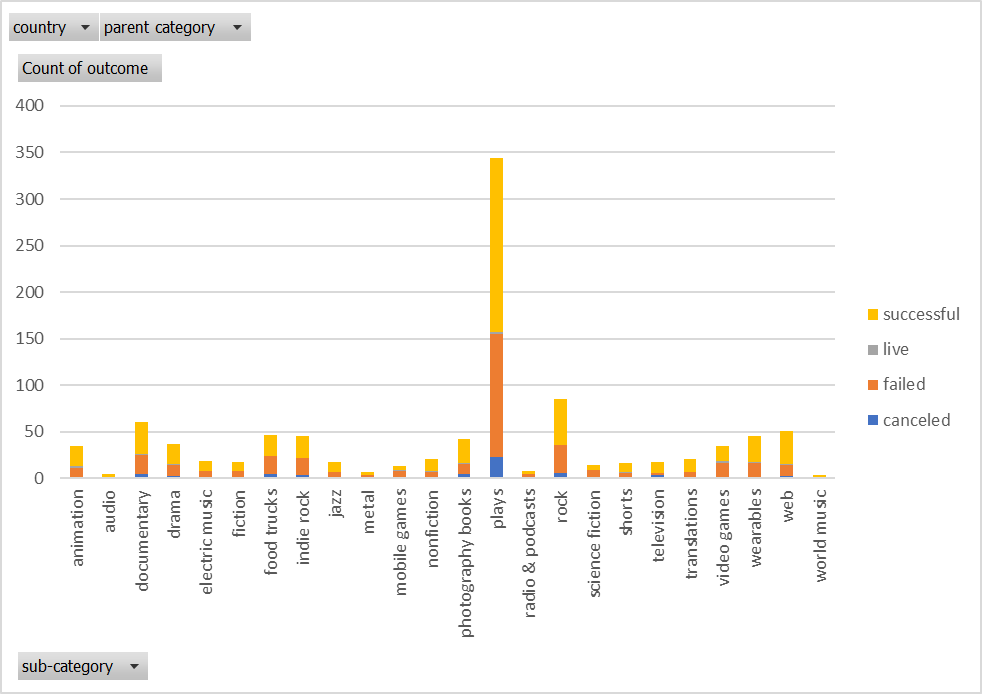 country
parent category
Count of outcome
400
350
300
250
200
150
100
50
0
successful
live
failed
canceled
animation
audio
documentary
drama
electric music
fiction
food trucks
indie rock
jazz
metal
mobile games
nonfiction
photography books
plays
radio & podcasts
rock
science fiction
shorts
television
translations
video games
wearables
web
world music
sub-category